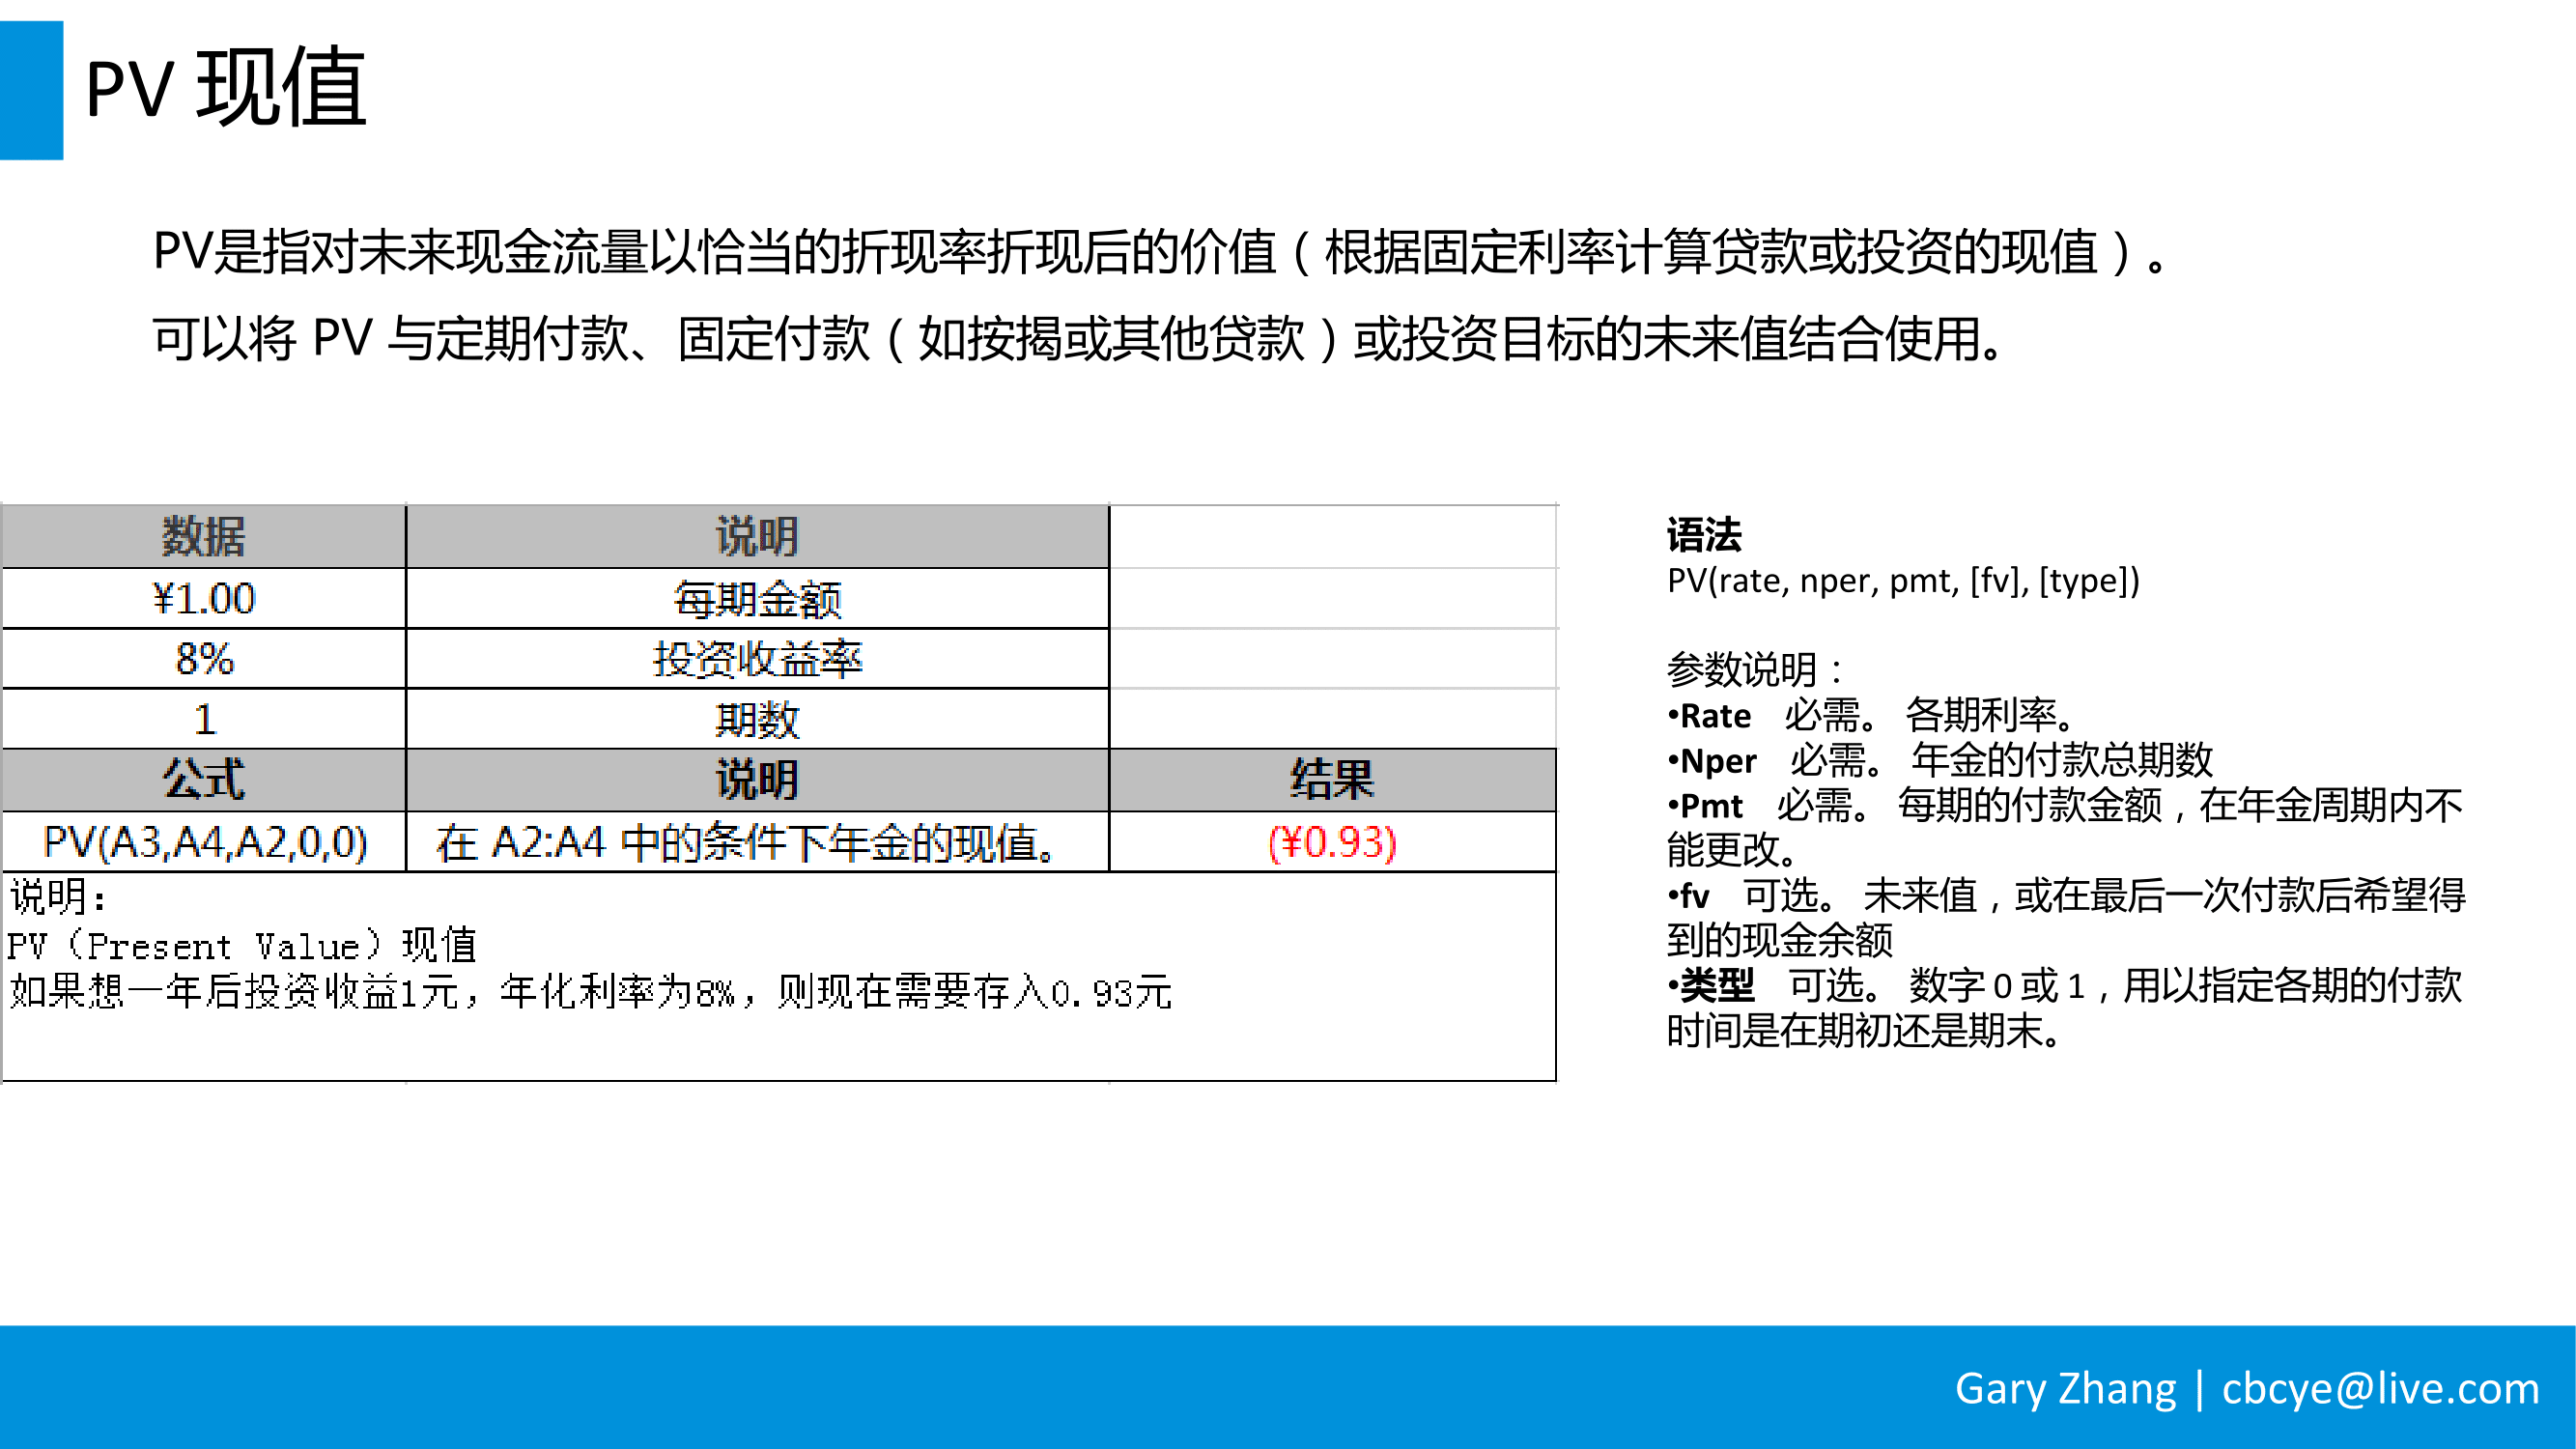 PV 现值
PV是指对未来现金流量以恰当的折现率折现后的价值（根据固定利率计算贷款或投资的现值）。
可以将 PV 与定期付款、固定付款（如按揭或其他贷款）或投资目标的未来值结合使用。
数据 说明
¥1.00 每期金额
8% 投资收益率
1 期数
公式 说明 结果
PV(A3,A4,A2,0,0) 在 A2:A4 中的条件下年金的现值。 (¥0.93)
说明：
PV（Present Value）现值
如果想一年后投资收益1元，年化利率为8%，则现在需要存入0.93元
语法
PV(rate, nper, pmt, [fv], [type])
参数说明：
•Rate 必需。 各期利率。
•Nper 必需。 年金的付款总期数
•Pmt 必需。 每期的付款金额，在年金周期内不
能更改。
•fv 可选。 未来值，或在最后一次付款后希望得
到的现金余额
•类型 可选。 数字 0 或 1，用以指定各期的付款
时间是在期初还是期末。
Gary Zhang | cbcye@live.com